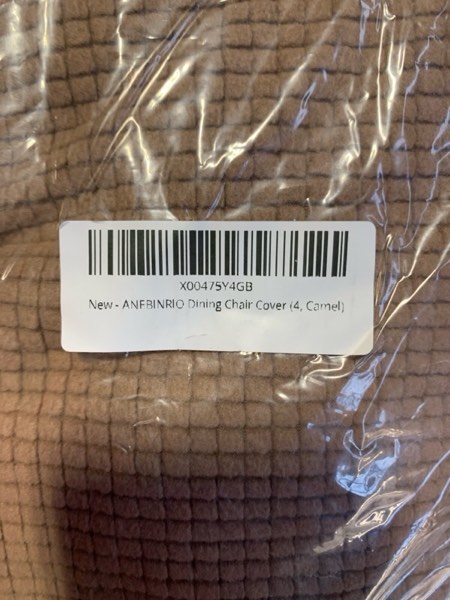 X00475Y4GB
New - ANEBINRIO Dining Chair Cover (4, Camel)